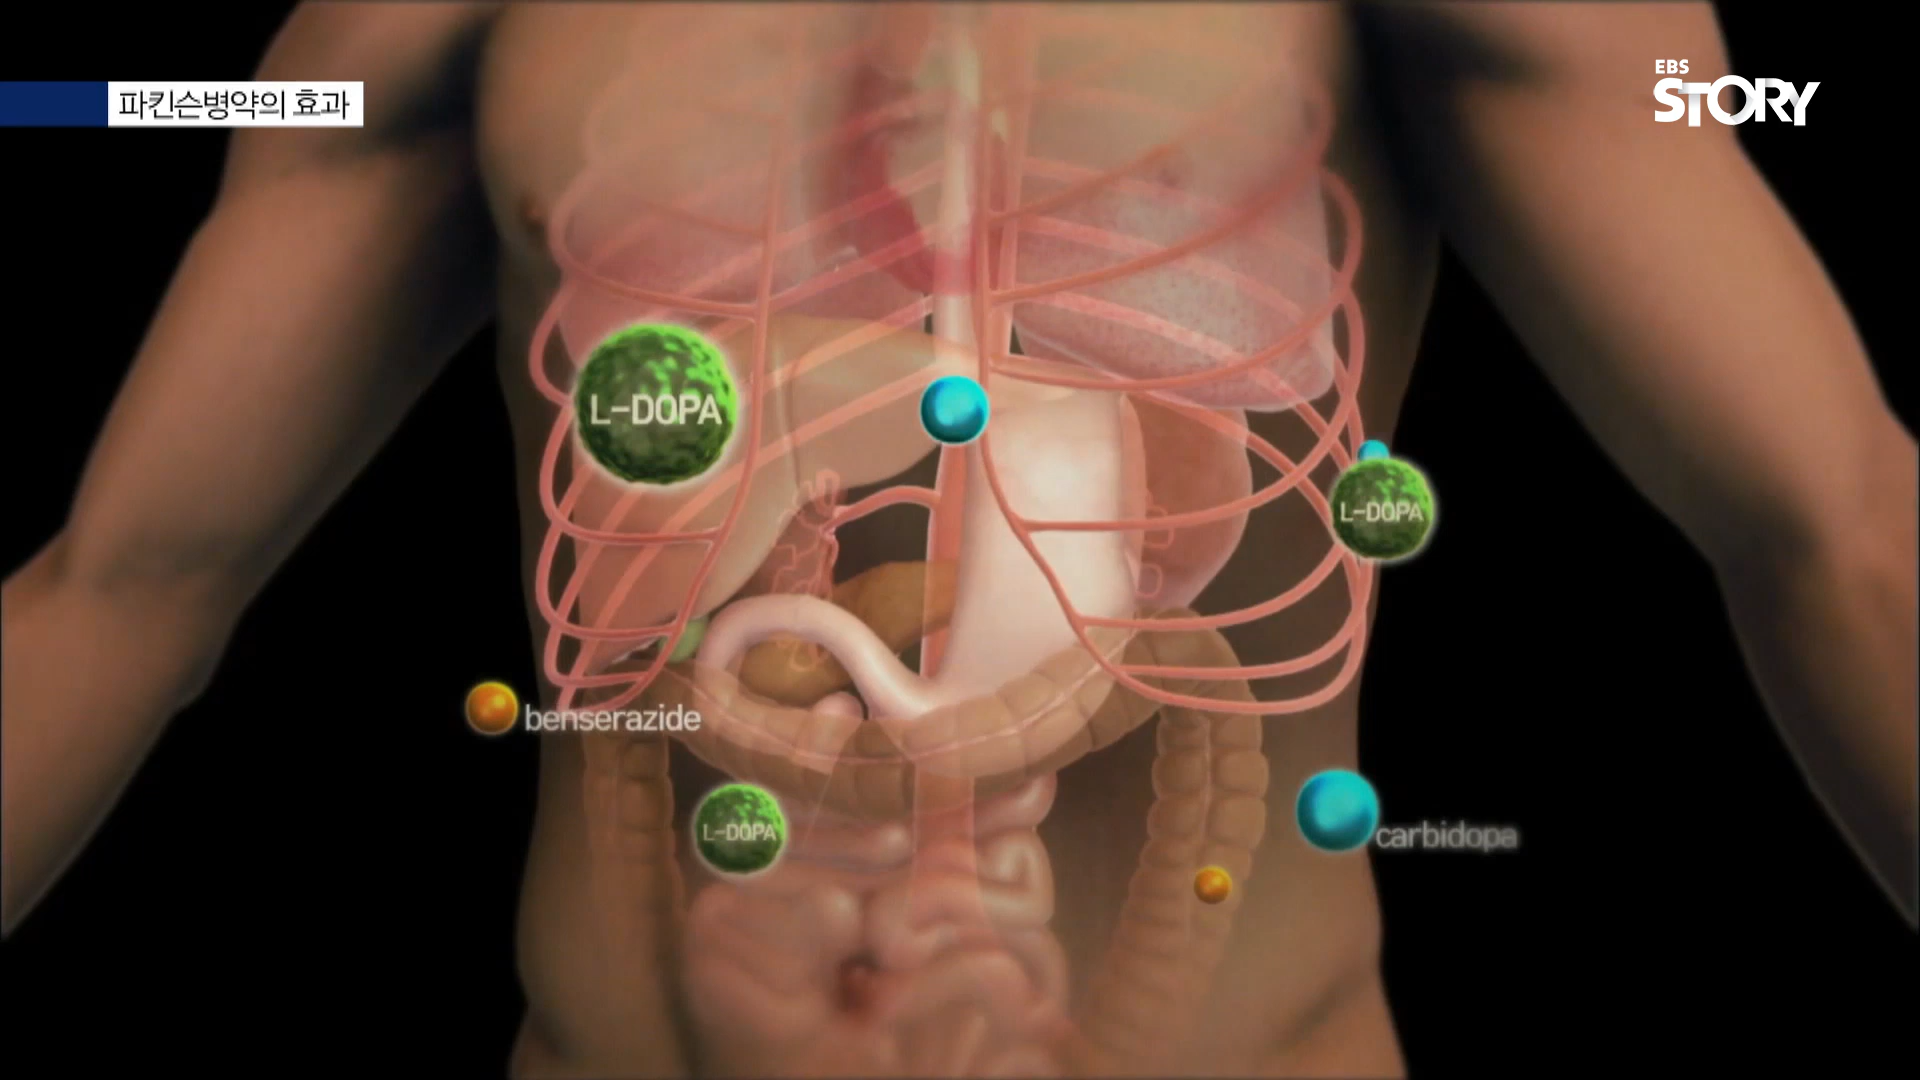 파킨슨병약의 효과
EBS
STORY
L-DOPA
L-DOPA
benserazide
L-DOPA
carbidopa